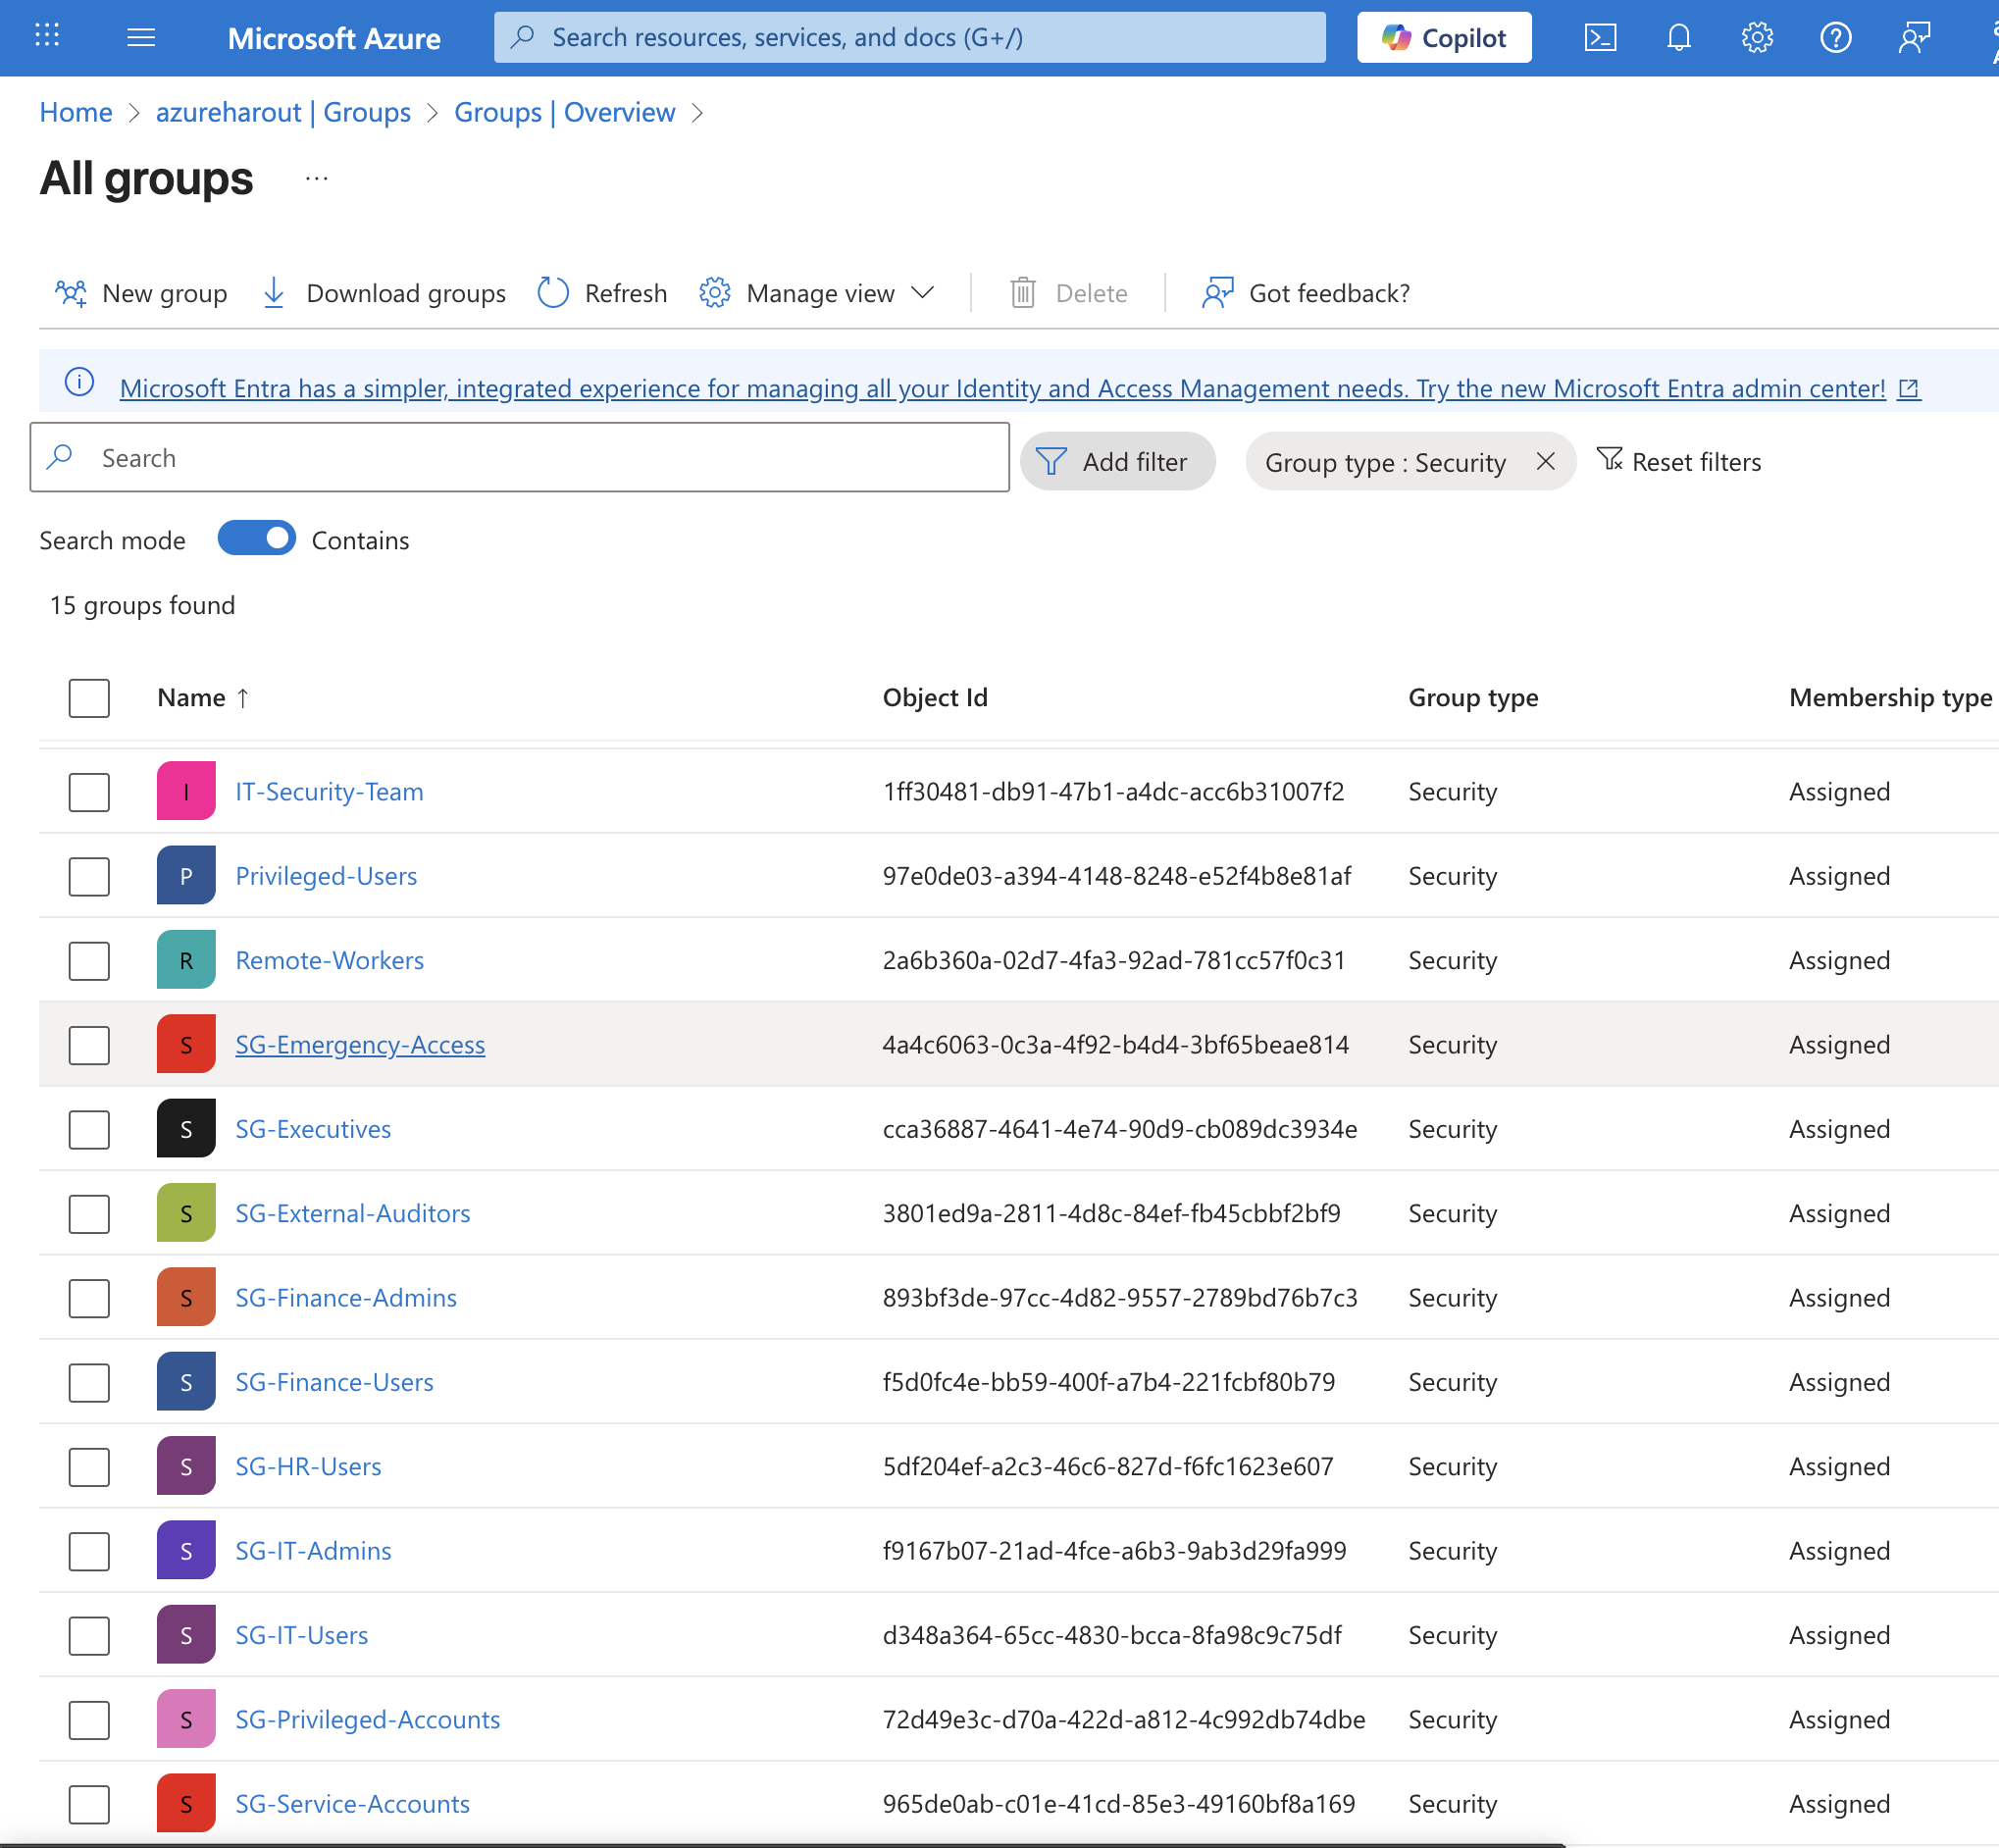 Microsoft Azure
Search resources, services, and docs (G+/)
Copilot
Home > azureharout | Groups > Groups | Overview >
All groups ...
New group Download groups Refresh Manage view Delete Got feedback?
Microsoft Entra has a simpler, integrated experience for managing all your Identity and Access Management needs. Try the new Microsoft Entra admin center!
Search Add filter Group type : Security Reset filters
Search mode Contains
15 groups found
Name ↑ Object Id Group type Membership type
I IT-Security-Team 1ff30481-db91-47b1-a4dc-acc6b31007f2 Security Assigned
P Privileged-Users 97e0de03-a394-4148-8248-e52f4b8e81af Security Assigned
R Remote-Workers 2a6b360a-02d7-4fa3-92ad-781cc57f0c31 Security Assigned
S SG-Emergency-Access 4a4c6063-0c3a-4f92-b4d4-3bf65beae814 Security Assigned
S SG-Executives cca36887-4641-4e74-90d9-cb089dc3934e Security Assigned
S SG-External-Auditors 3801ed9a-2811-4d8c-84ef-fb45cbbf2bf9 Security Assigned
S SG-Finance-Admins 893bf3de-97cc-4d82-9557-2789bd76b7c3 Security Assigned
S SG-Finance-Users f5d0fc4e-bb59-400f-a7b4-221fcbf80b79 Security Assigned
S SG-HR-Users 5df204ef-a2c3-46c6-827d-f6fc1623e607 Security Assigned
S SG-IT-Admins f9167b07-21ad-4fce-a6b3-9ab3d29fa999 Security Assigned
S SG-IT-Users d348a364-65cc-4830-bcca-8fa98c9c75df Security Assigned
S SG-Privileged-Accounts 72d49e3c-d70a-422d-a812-4c992db74dbe Security Assigned
S SG-Service-Accounts 965de0ab-c01e-41cd-85e3-49160bf8a169 Security Assigned